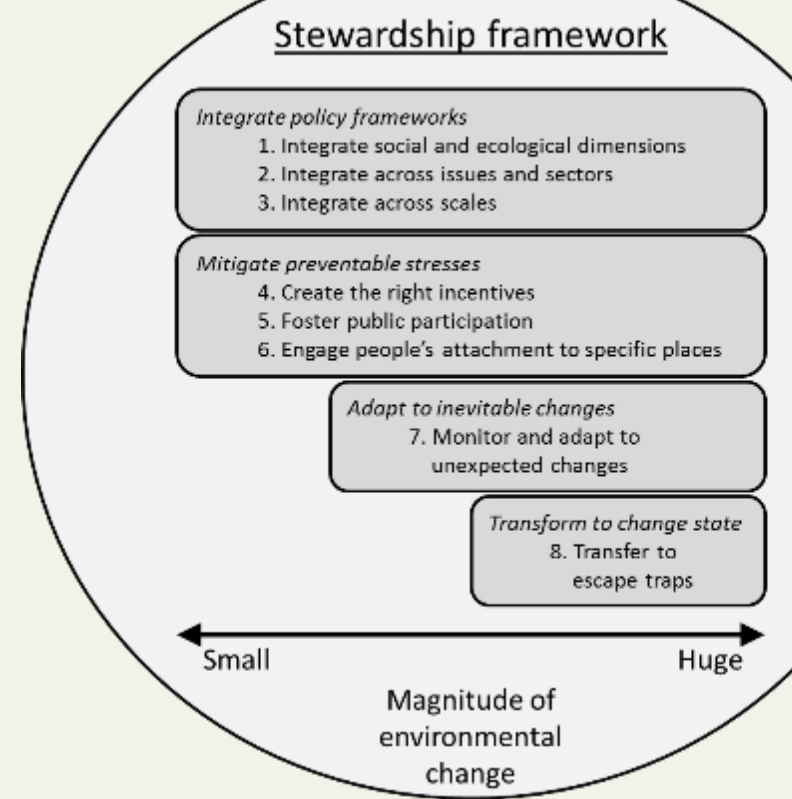 Stewardship framework
Integrate policy frameworks
1. Integrate social and ecological dimensions
2. Integrate across issues and sectors
3. Integrate across scales
Mitigate preventable stresses
4. Create the right incentives
5. Foster public participation
6. Engage people's attachment to specific places
Adapt to inevitable changes
7. Monitor and adapt to
unexpected changes
Transform to change state
8. Transfer to
escape traps
Small
Huge
Magnitude of
environmental
change